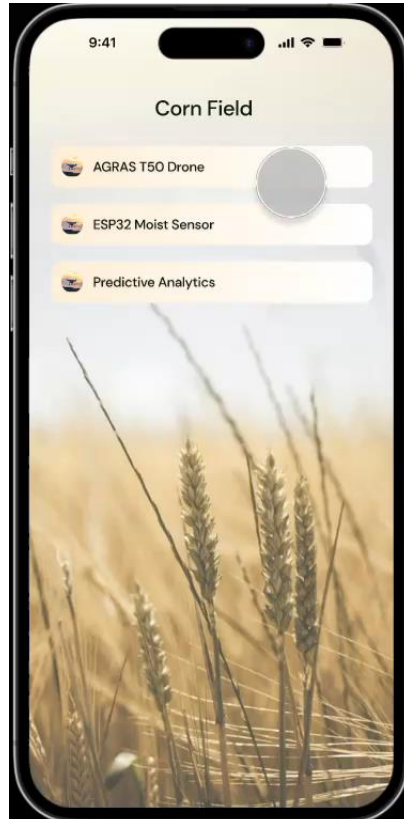 9:41
Corn Field
AGRAS T50 Drone
ESP32 Moist Sensor
Predictive Analytics